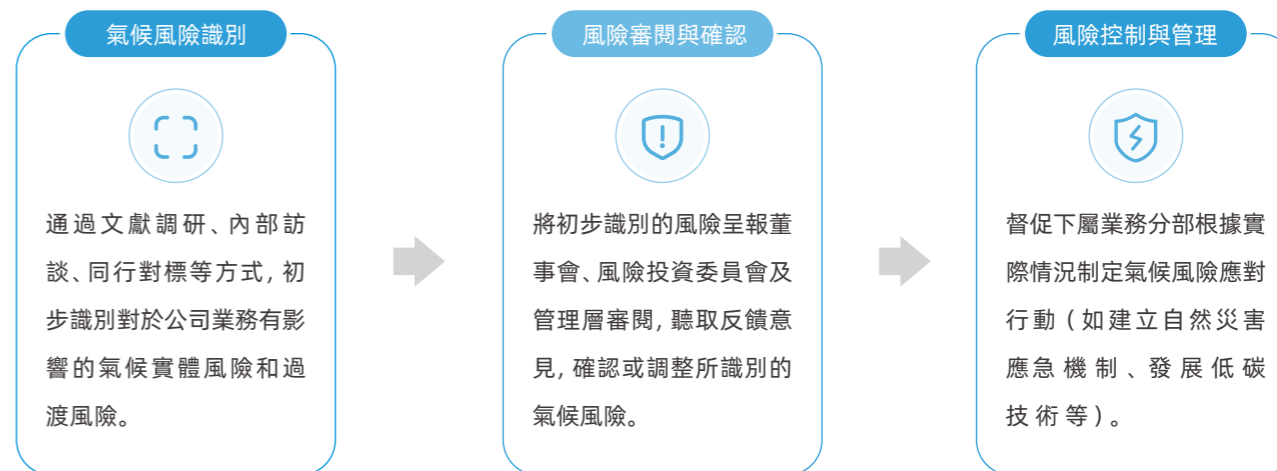 氣候風險識別
通過文獻調研、內部訪
談、同行對標等方式,初
步識別對於公司業務有影
響的氣候實體風險和過
渡風險。
風險審閱與確認
將初步識別的風險呈報董
事會、風險投資委員會及
管理層審閱,聽取反饋意
見,確認或調整所識別的
氣候風險。
風險控制與管理
督促下屬業務分部根據實
際情況制定氣候風險應對
行動(如建立自然災害
應急機制、發展低碳
技術等)。